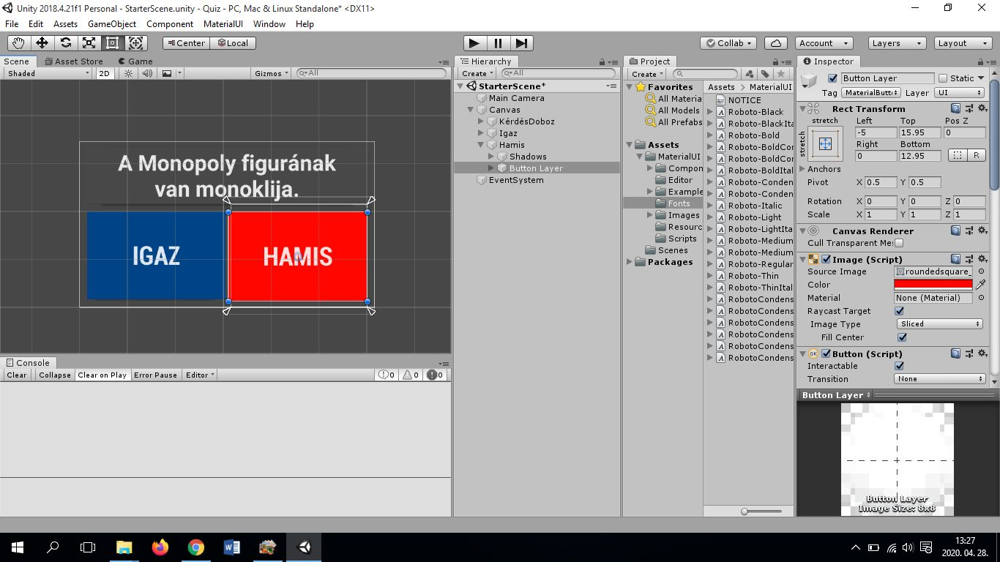 Unity 2018.4.21f1 Personal - StarterScene.unity - Quiz - PC, Mac & Linux Standalone* <DX11>
File Edit Assets GameObject Component MaterialUI Window Help
Center Local Collab Account Layers Layout
Scene Asset Store Game
Shaded 2D Gizmos All
A Monopoly figurának
van monoklija.
IGAZ HAMIS
Console
Clear Collapse Clear on Play Error Pause Editor 0 0 0
Hierarchy
Create All
StarterScene*
Main Camera
Canvas
KérdésDoboz
Igaz
Hamis
Shadows
Button Layer
EventSystem
Project
Create
Favorites
All Materia
All Models
All Prefabs
Assets
MaterialUI
Compon
Editor
Example
Fonts
Images
Resourc
Scripts
Scenes
Packages
Assets > MaterialUI
NOTICE
Roboto-Black
Roboto-BlackIta
Roboto-Bold
Roboto-BoldCon
Roboto-BoldCon
Roboto-BoldItal
Roboto-Conden
Roboto-Conden
Roboto-Italic
Roboto-Light
Roboto-LightIta
Roboto-Medium
Roboto-Medium
Roboto-Regular
Roboto-Thin
Roboto-ThinItal
RobotoCondens
RobotoCondens
RobotoCondens
RobotoCondens
RobotoCondens
RobotoCondens
Inspector
Button Layer Static
Tag MaterialButt Layer UI
Rect Transform
stretch Left Top Pos Z
stretch -5 15.95 0
Right Bottom
0 12.95 R
Anchors
Pivot X 0.5 Y 0.5
Rotation X 0 Y 0 Z 0
Scale X 1 Y 1 Z 1
Canvas Renderer
Cull Transparent Me
Image (Script)
Source Image roundedsquare_
Color
Material None (Material)
Raycast Target
Image Type Sliced
Fill Center
OK Button (Script)
Interactable
Transition None
Button Layer
Button Layer
Image Size: 8x8
13:27
2020. 04. 28.